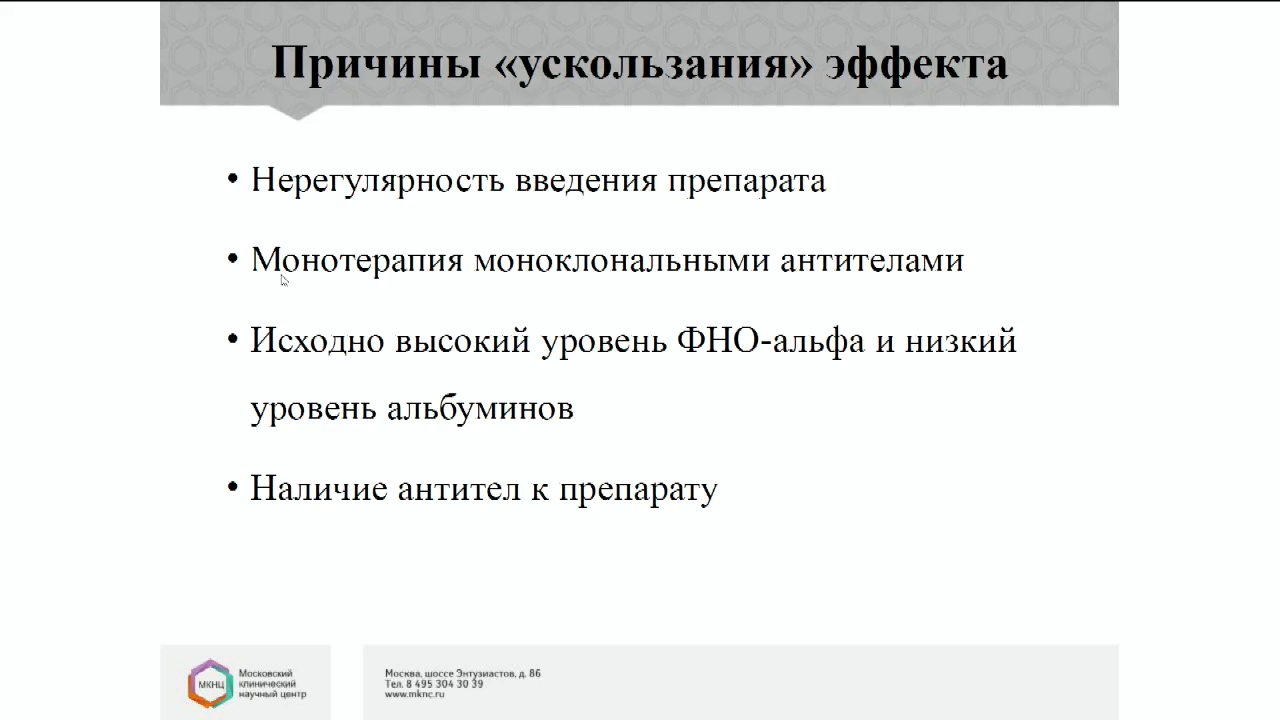 Причины «ускользания» эффекта
• Нерегулярность введения препарата
• Монотерапия моноклональными антителами
• Исходно высокий уровень ФНО-альфа и низкий
уровень альбуминов
• Наличие антител к препарату
МКНЦ
Московский
клинический
научный центр
Москва, шоссе Энтузиастов, д. 86
Тел. 8 495 304 30 39
www.mknc.ru